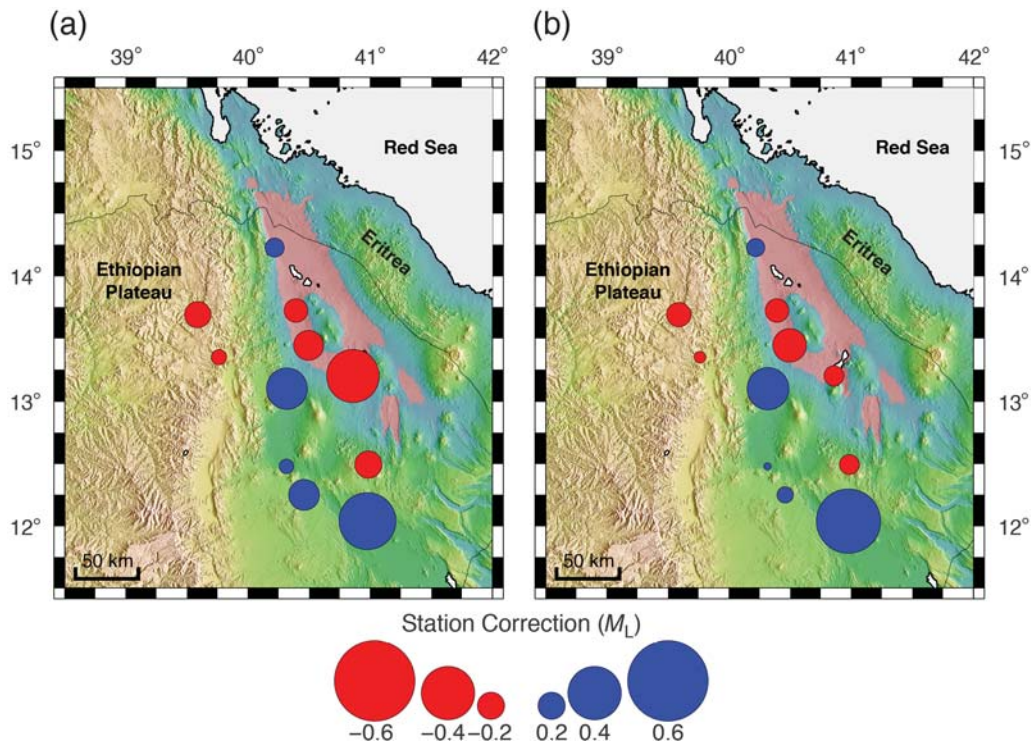 (a)
(b)
39° 40° 41° 42°
39° 40° 41° 42°
15°
14°
13°
12°
15°
14°
13°
12°
Red Sea
Eritrea
Ethiopian
Plateau
50 km
Red Sea
Eritrea
Ethiopian
Plateau
50 km
Station Correction (M_L)
−0.6 −0.4 −0.2 0.2 0.4 0.6